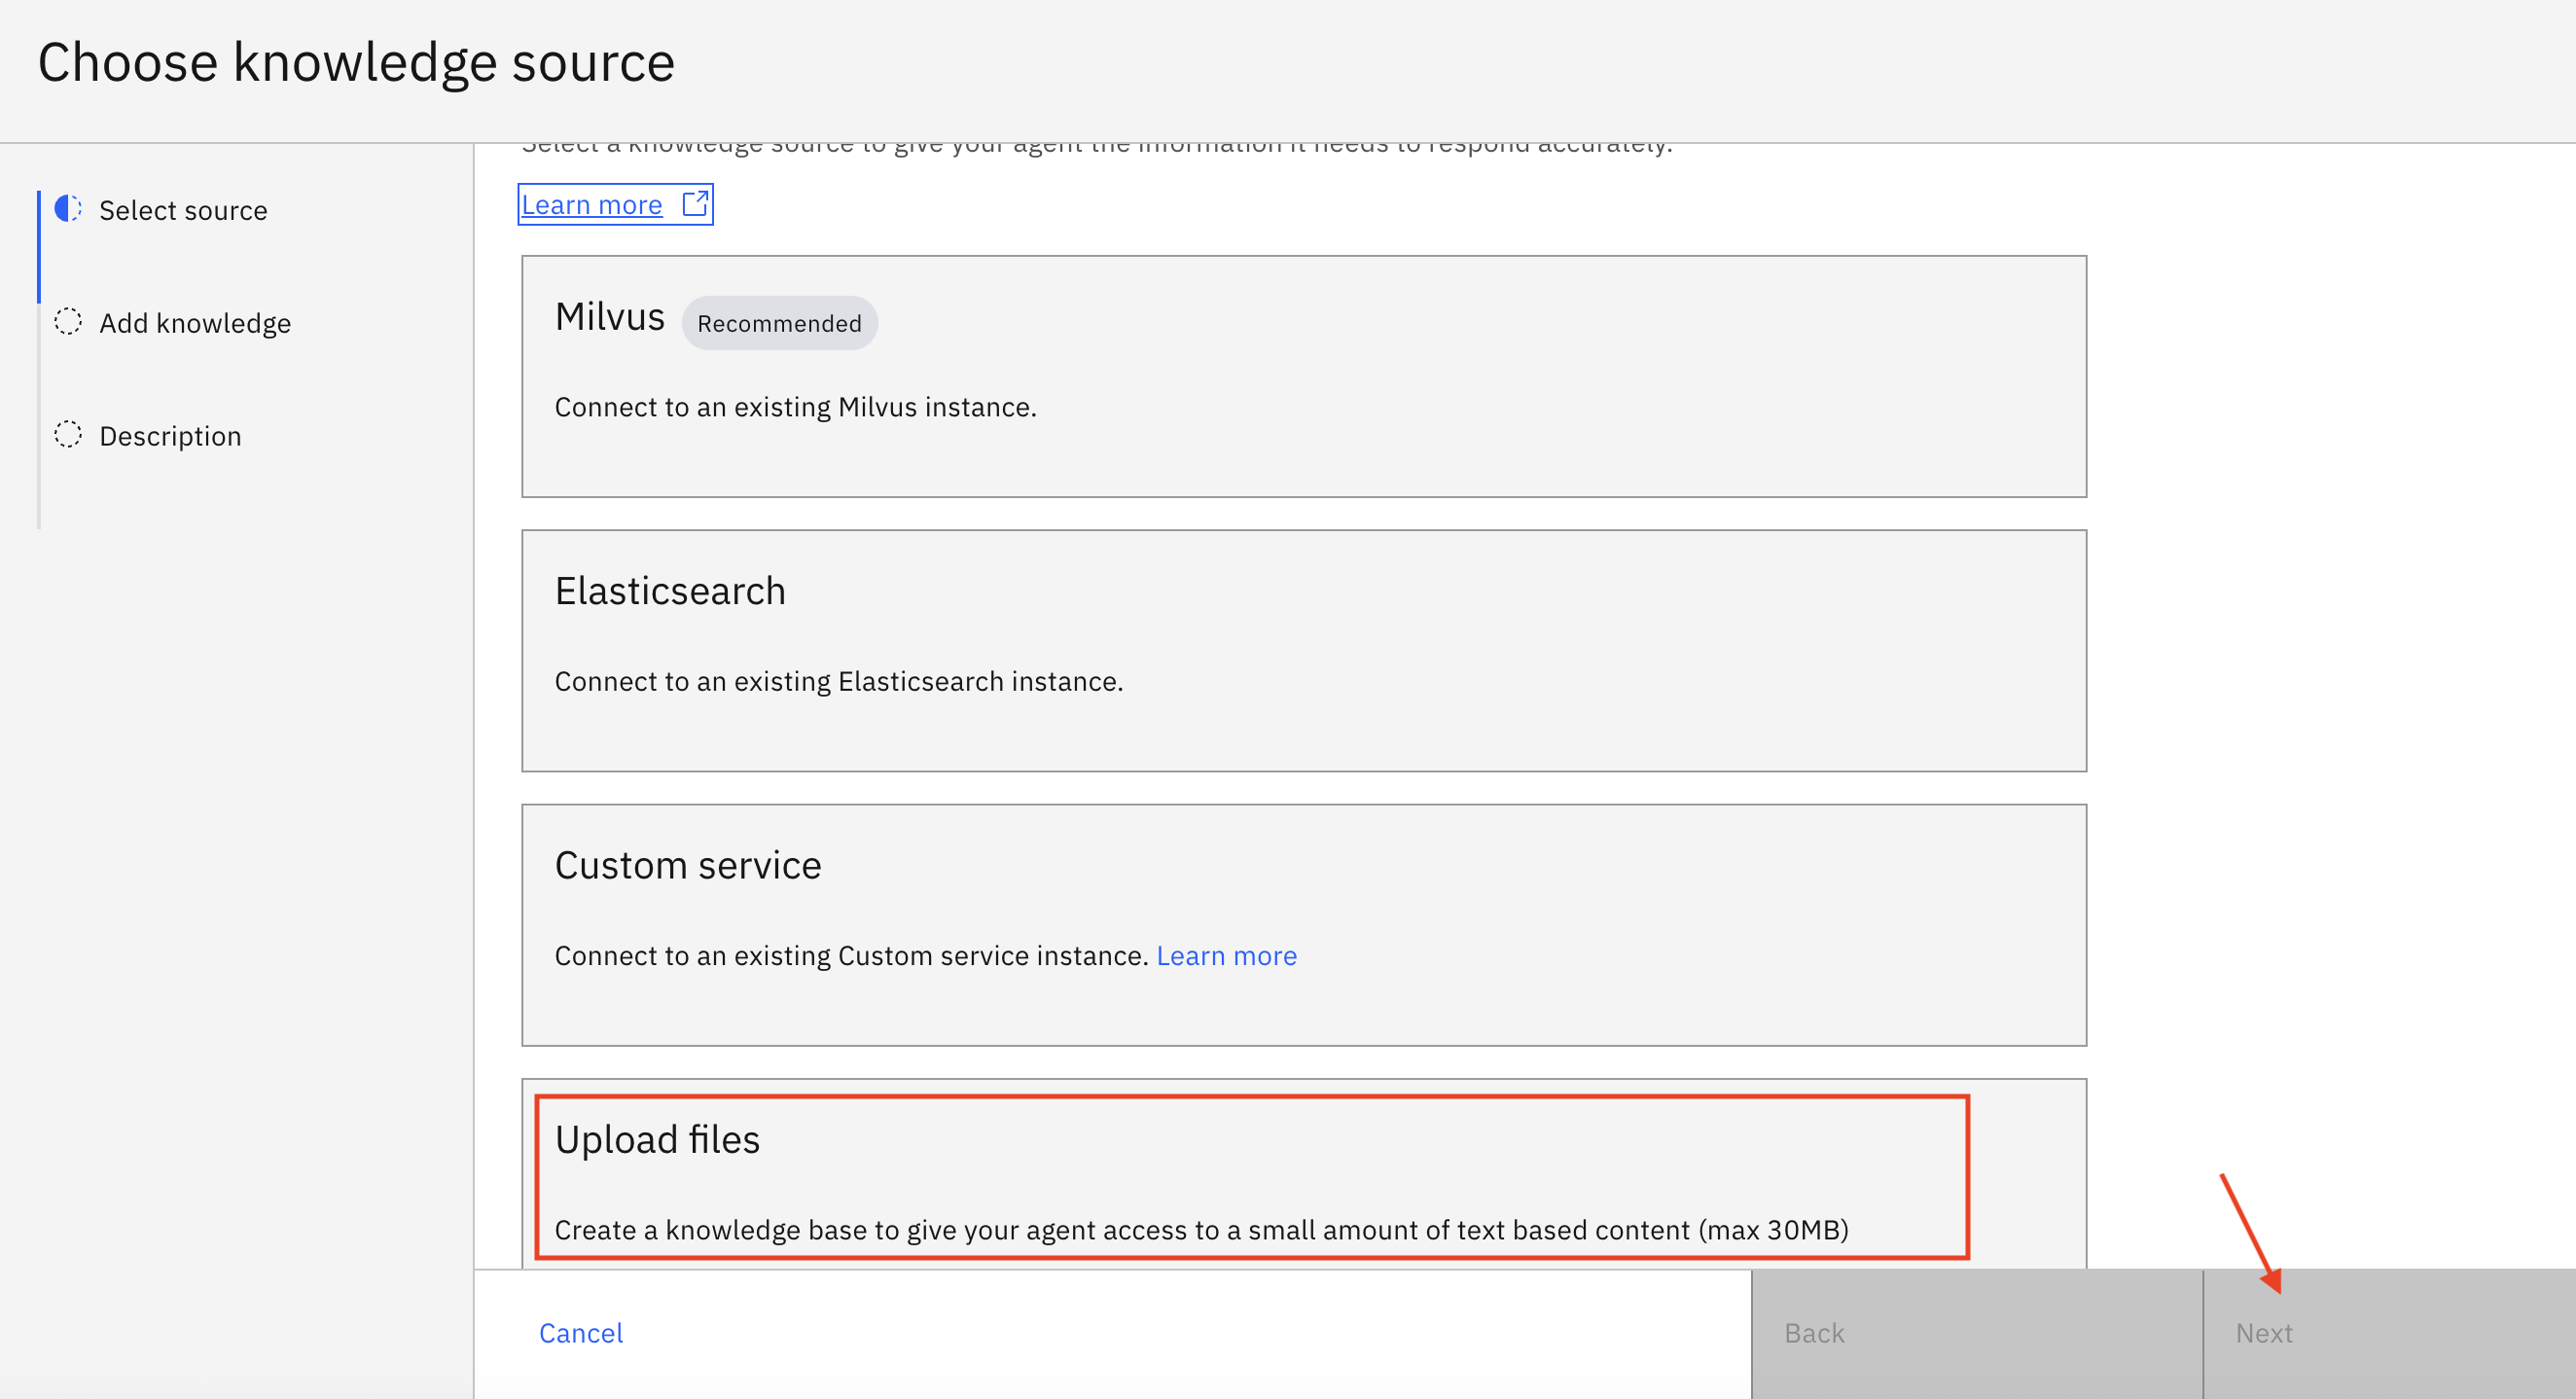 Choose knowledge source
Select a knowledge source to give your agent the information it needs to respond accurately.
Learn more
Select source
Add knowledge
Description
Milvus Recommended
Connect to an existing Milvus instance.
Elasticsearch
Connect to an existing Elasticsearch instance.
Custom service
Connect to an existing Custom service instance. Learn more
Upload files
Create a knowledge base to give your agent access to a small amount of text based content (max 30MB)
Cancel
Back
Next